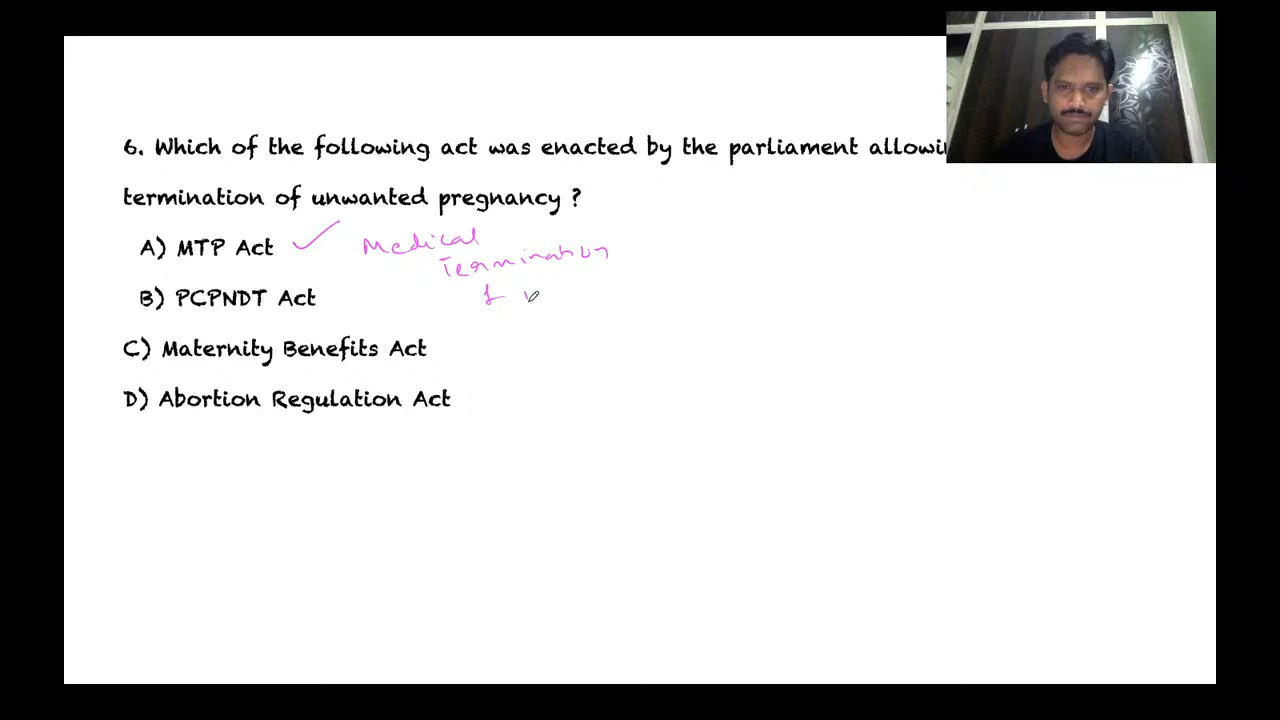 6. Which of the following act was enacted by the parliament
termination of unwanted pregnancy ?
A) MTP Act Medical
Termination
B) PCPNDT Act
C) Maternity Benefits Act
D) Abortion Regulation Act